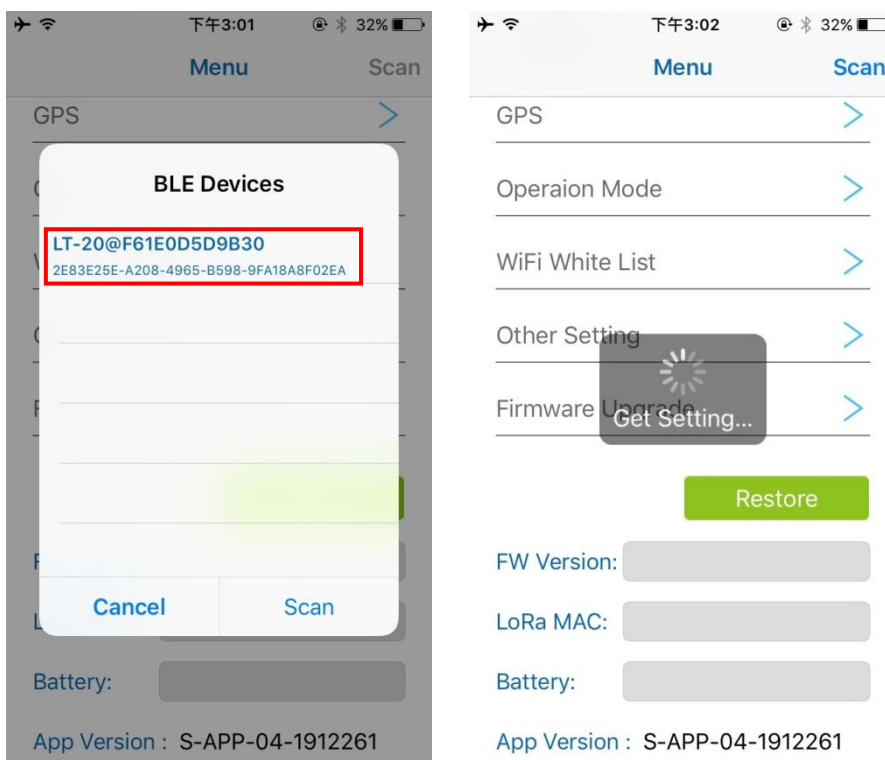 下午3:01
32%
Menu
Scan
GPS
BLE Devices
LT-20@F61E0D5D9B30
2E83E25E-A208-4965-B598-9FA18A8F02EA
Cancel
Scan
Battery:
App Version : S-APP-04-1912261
下午3:02
32%
Menu
Scan
GPS
Operaion Mode
WiFi White List
Other Setting
Firmware Upgrade
Get Setting...
Restore
FW Version:
LoRa MAC:
Battery:
App Version : S-APP-04-1912261